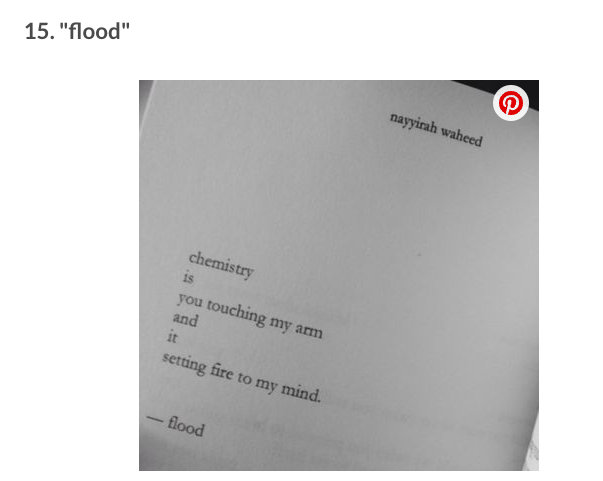 15. "flood"
nayyirah waheed
chemistry
is
you touching my arm
and
it
setting fire to my mind.
— flood